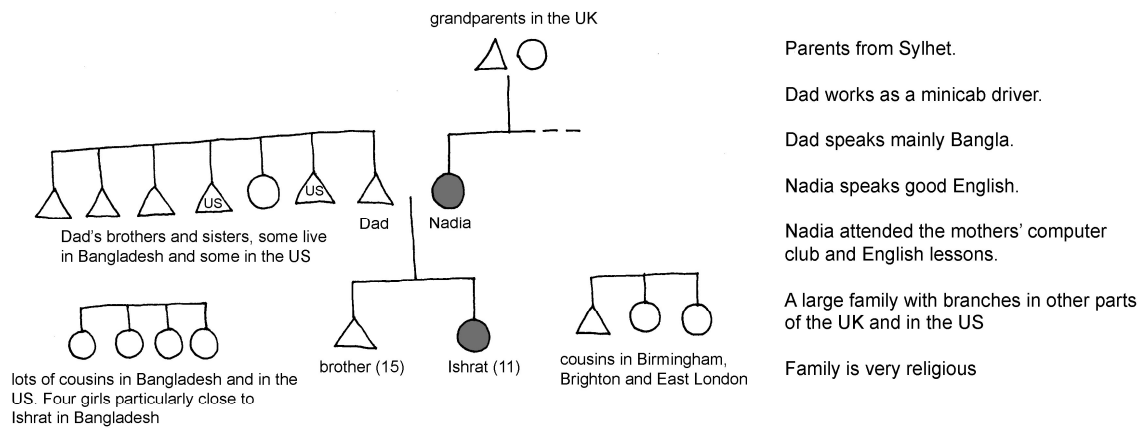 grandparents in the UK
US
US
Dad
Nadia
Dad's brothers and sisters, some live
in Bangladesh and some in the US
brother (15)
Ishrat (11)
cousins in Birmingham,
Brighton and East London
lots of cousins in Bangladesh and in the
US. Four girls particularly close to
Ishrat in Bangladesh
Parents from Sylhet.
Dad works as a minicab driver.
Dad speaks mainly Bangla.
Nadia speaks good English.
Nadia attended the mothers' computer
club and English lessons.
A large family with branches in other parts
of the UK and in the US
Family is very religious